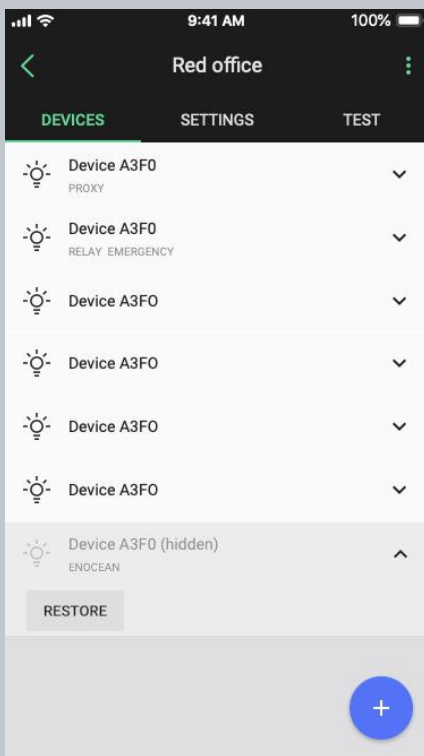 9:41 AM
100%
Red office
DEVICES
SETTINGS
TEST
Device A3F0
PROXY
Device A3F0
RELAY EMERGENCY
Device A3FO
Device A3FO
Device A3FO
Device A3FO
Device A3F0 (hidden)
ENOCEAN
RESTORE